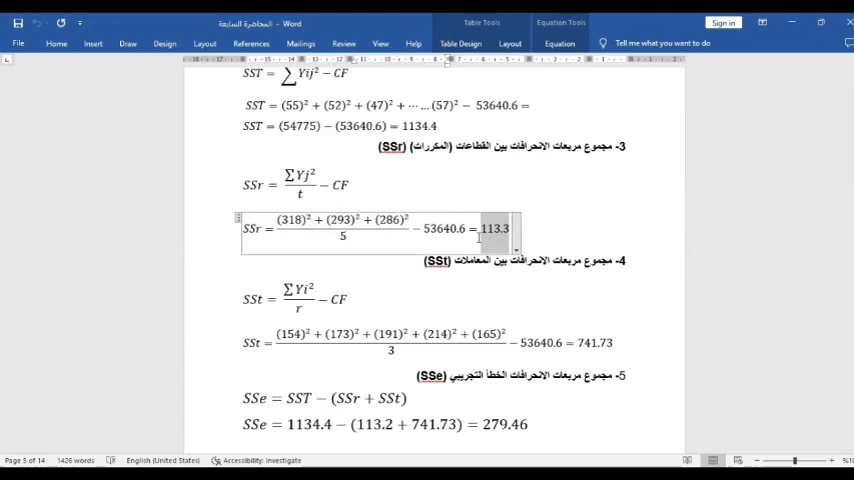 المحاضرة السابعة - Word
Table Tools
Equation Tools
Sign in
File Home Insert Draw Design Layout References Mailings Review View Help Table Design Layout Equation Tell me what you want to do
SST = ∑ Yij² − CF
SST = (55)² + (52)² + (47)² + ⋯ … (57)² − 53640.6 =
SST = (54775) − (53640.6) = 1134.4
3- مجموع مربعات الانحرافات بين القطاعات (المكررات) (SSr)
SSr = ∑Yj² / t − CF
SSr = (318)² + (293)² + (286)² / 5 − 53640.6 = 113.3
4- مجموع مربعات الانحرافات بين المعاملات (SSt)
SSt = ∑Yi² / r − CF
SSt = (154)² + (173)² + (191)² + (214)² + (165)² / 3 − 53640.6 = 741.73
5- مجموع مربعات الانحرافات الخطأ التجريبي (SSe)
SSe = SST − (SSr + SSt)
SSe = 1134.4 − (113.2 + 741.73) = 279.46
Page 5 of 14 1426 words English (United States) Accessibility: Investigate